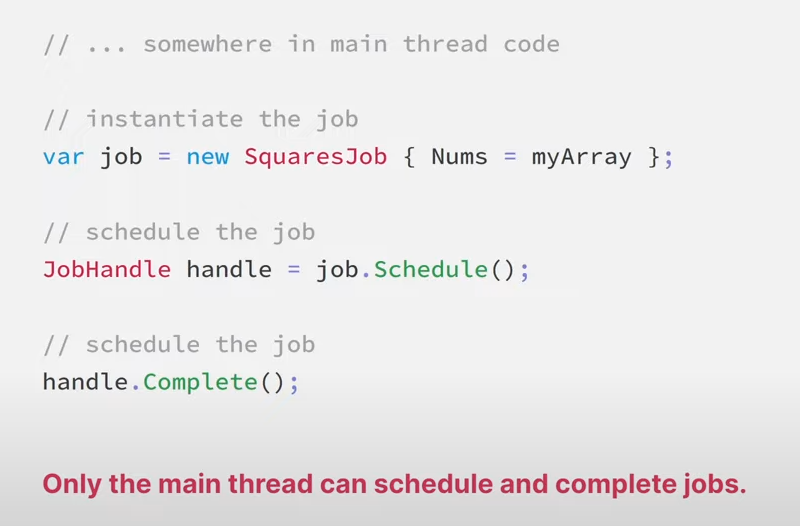 // ... somewhere in main thread code
// instantiate the job
var job = new SquaresJob { Nums = myArray };
// schedule the job
JobHandle handle = job.Schedule();
// schedule the job
handle.Complete();
Only the main thread can schedule and complete jobs.